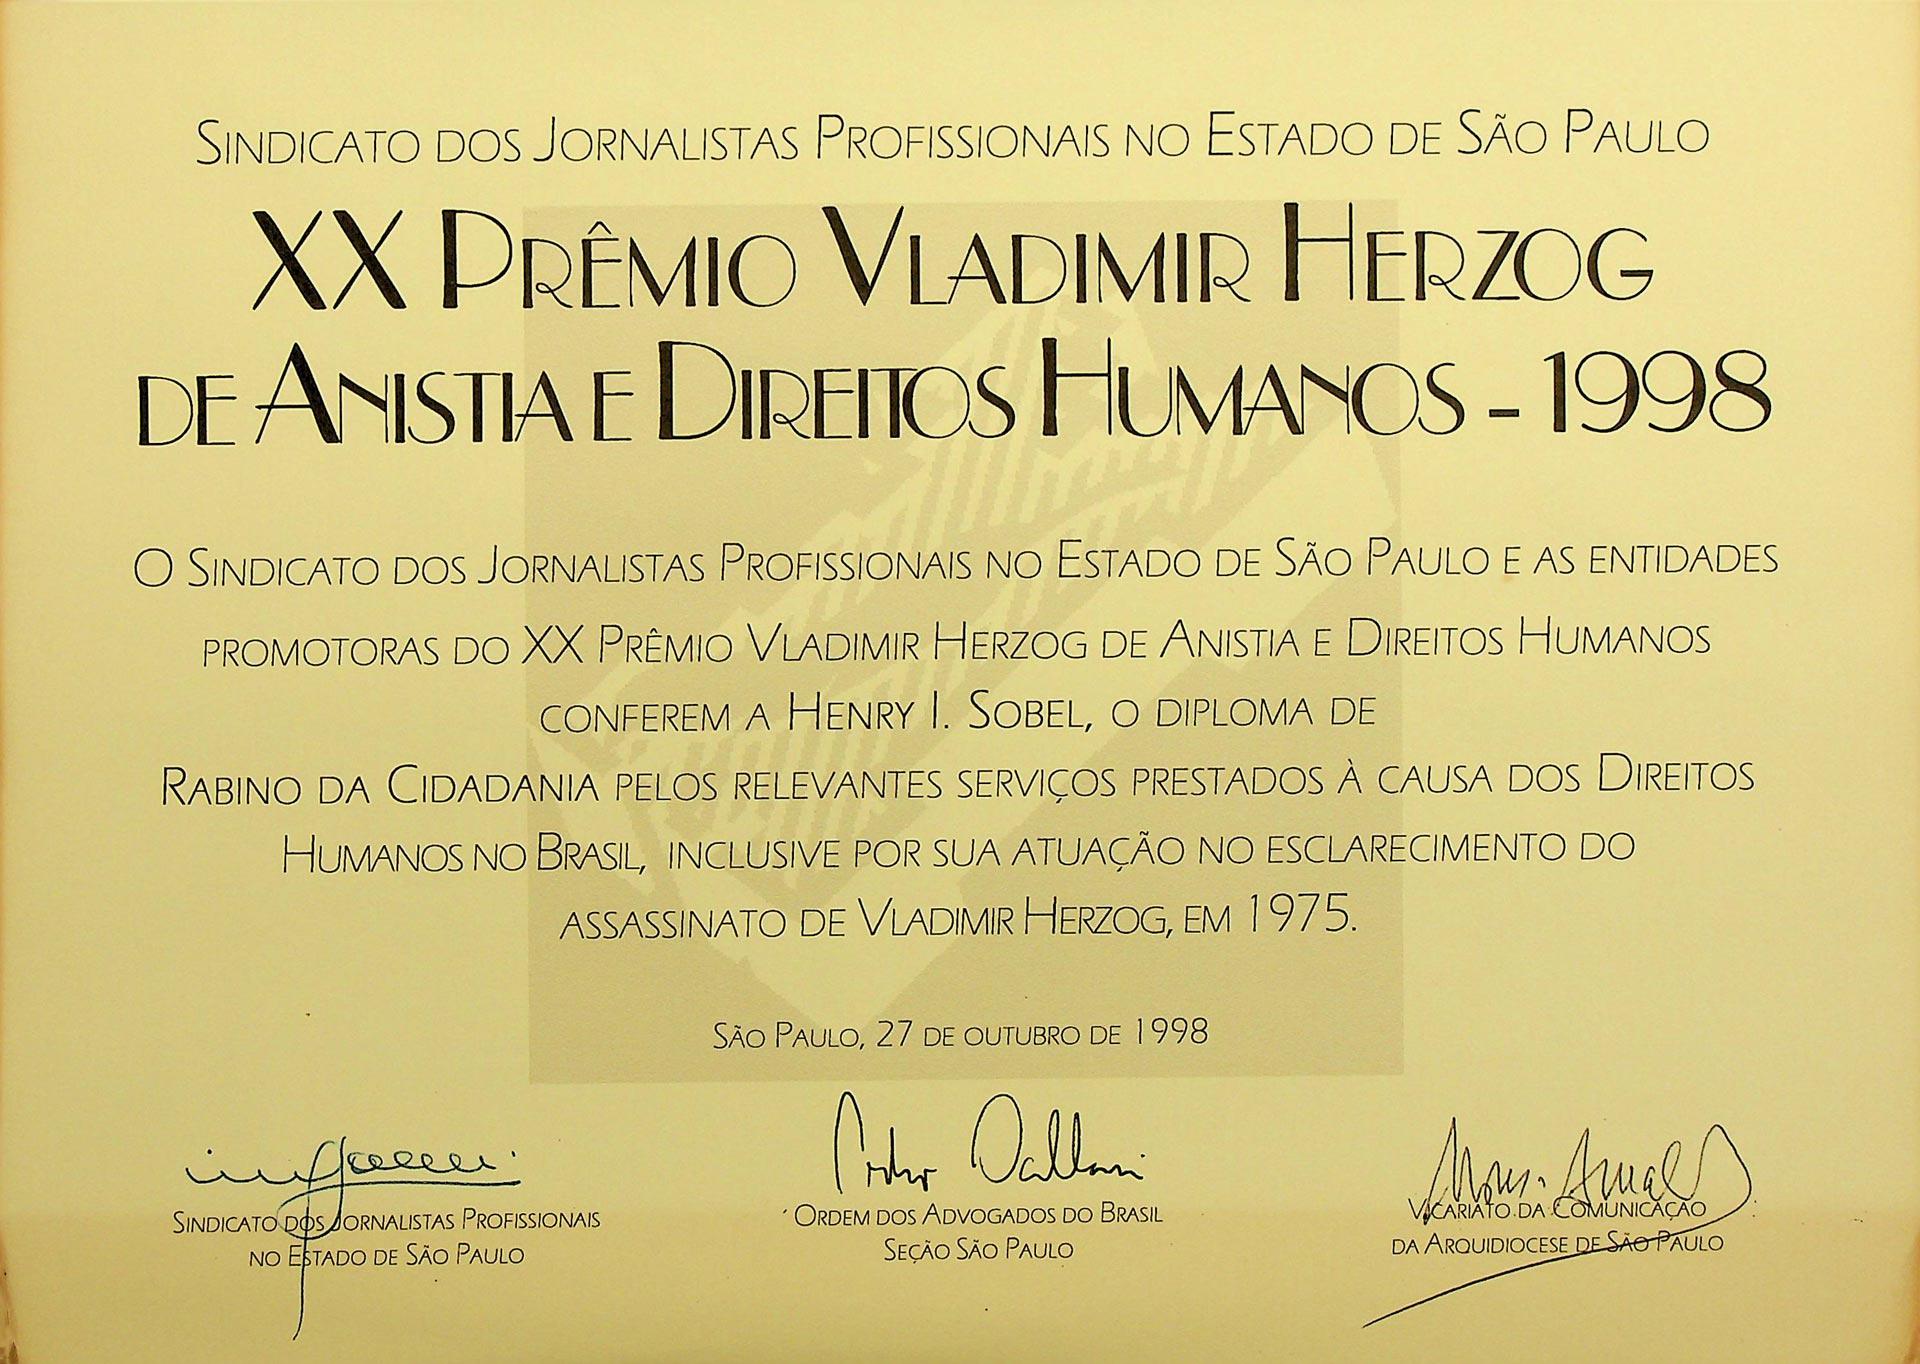 Sindicato dos Jornalistas Profissionais no Estado de São Paulo
XX Prêmio Vladimir Herzog
de Anistia e Direitos Humanos - 1998
O Sindicato dos Jornalistas Profissionais no Estado de São Paulo e as entidades
promotoras do XX Prêmio Vladimir Herzog de Anistia e Direitos Humanos
conferem a Henry I. Sobel, o diploma de
Rabino da Cidadania pelos relevantes serviços prestados à causa dos Direitos
Humanos no Brasil, inclusive por sua atuação no esclarecimento do
assassinato de Vladimir Herzog, em 1975.
São Paulo, 27 de outubro de 1998
Sindicato dos Jornalistas Profissionais
no Estado de São Paulo
Ordem dos Advogados do Brasil
Seção São Paulo
Vicariato da Comunicação
da Arquidiocese de São Paulo